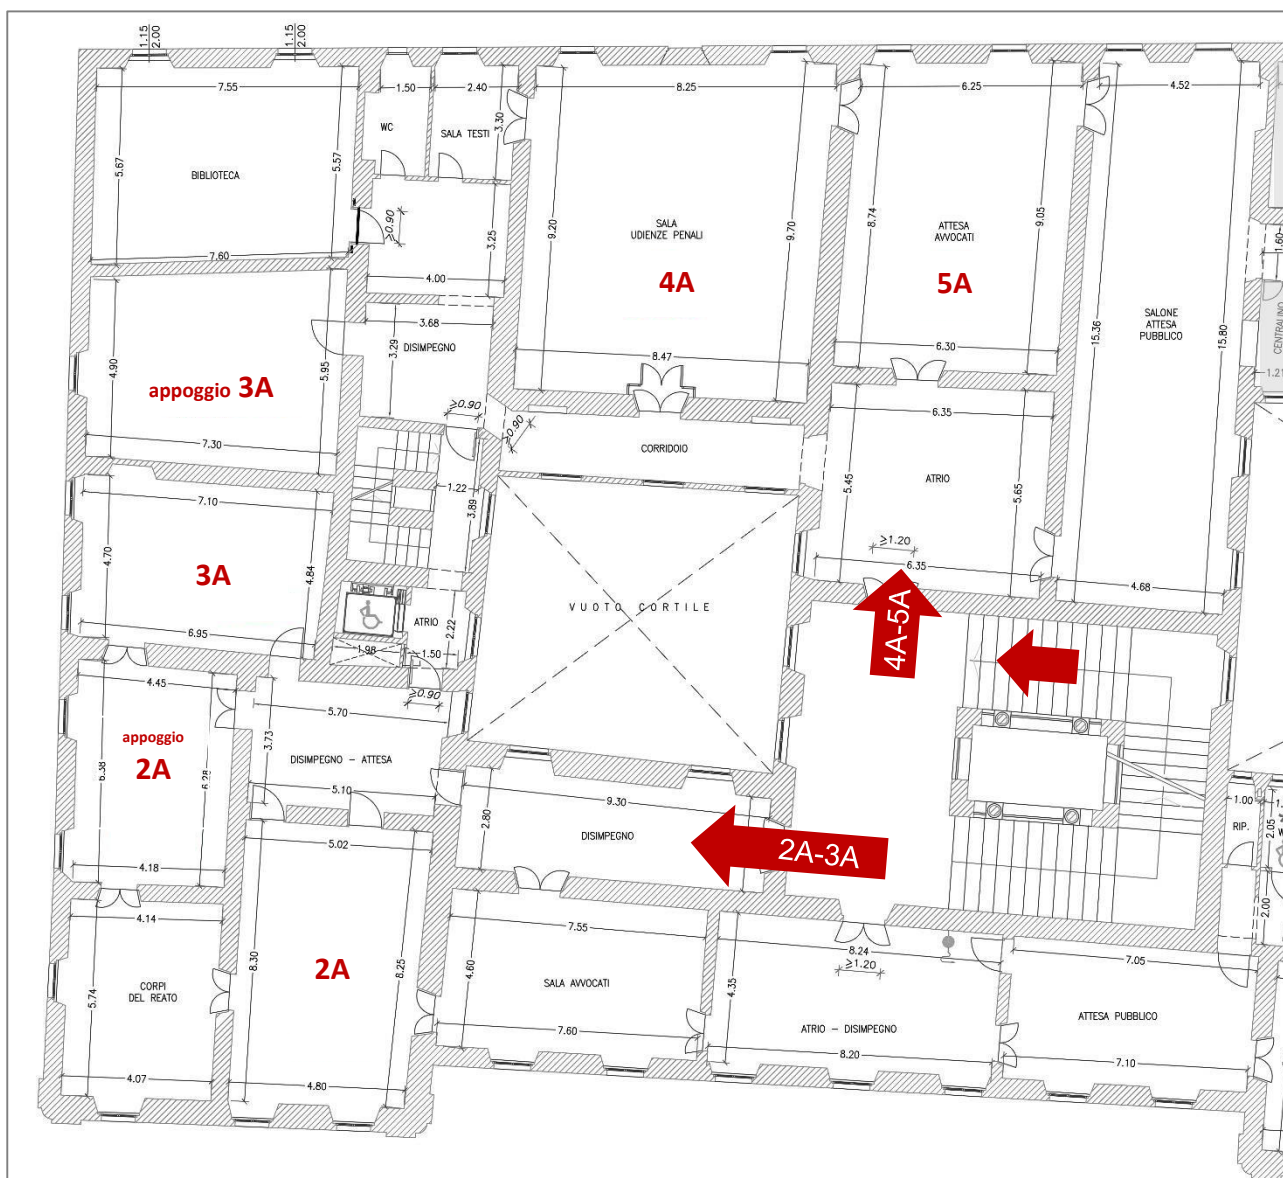 1.15
2.00
1.15
2.00
7.55
1.50
2.40
8.25
6.25
4.52
WC
SALA TESTI
3.30
5.67
5.57
BIBLIOTECA
≥0.90
9.20
9.70
8.74
9.05
SALA
UDIENZE PENALI
4A
ATTESA
AVVOCATI
5A
1.60
3.25
7.60
4.00
3.68
3.29
DISIMPEGNO
SALONE
ATTESA
PUBBLICO
15.36
15.80
CENTRALINO
1.21
4.90
5.95
appoggio 3A
8.47
6.30
7.30
≥0.90
≥0.90
6.35
CORRIDOIO
ATRIO
5.45
5.65
7.10
1.22
3.89
4.70
4.84
3A
≥1.20
6.35
4.68
6.95
VUOTO CORTILE
ATRIO
2.22
1.98
1.50
≥0.90
4A-5A
4.45
5.70
3.73
appoggio
2A
6.38
6.28
DISIMPEGNO - ATTESA
5.10
9.30
2.80
DISIMPEGNO
2A-3A
1.00
RIP.
2.05
5.02
4.18
4.14
7.55
8.24
≥1.20
7.05
2.00
8.30
8.25
2A
4.60
SALA AVVOCATI
4.35
CORPI
DEL REATO
5.74
ATRIO - DISIMPEGNO
ATTESA PUBBLICO
7.60
8.20
7.10
4.07
4.80